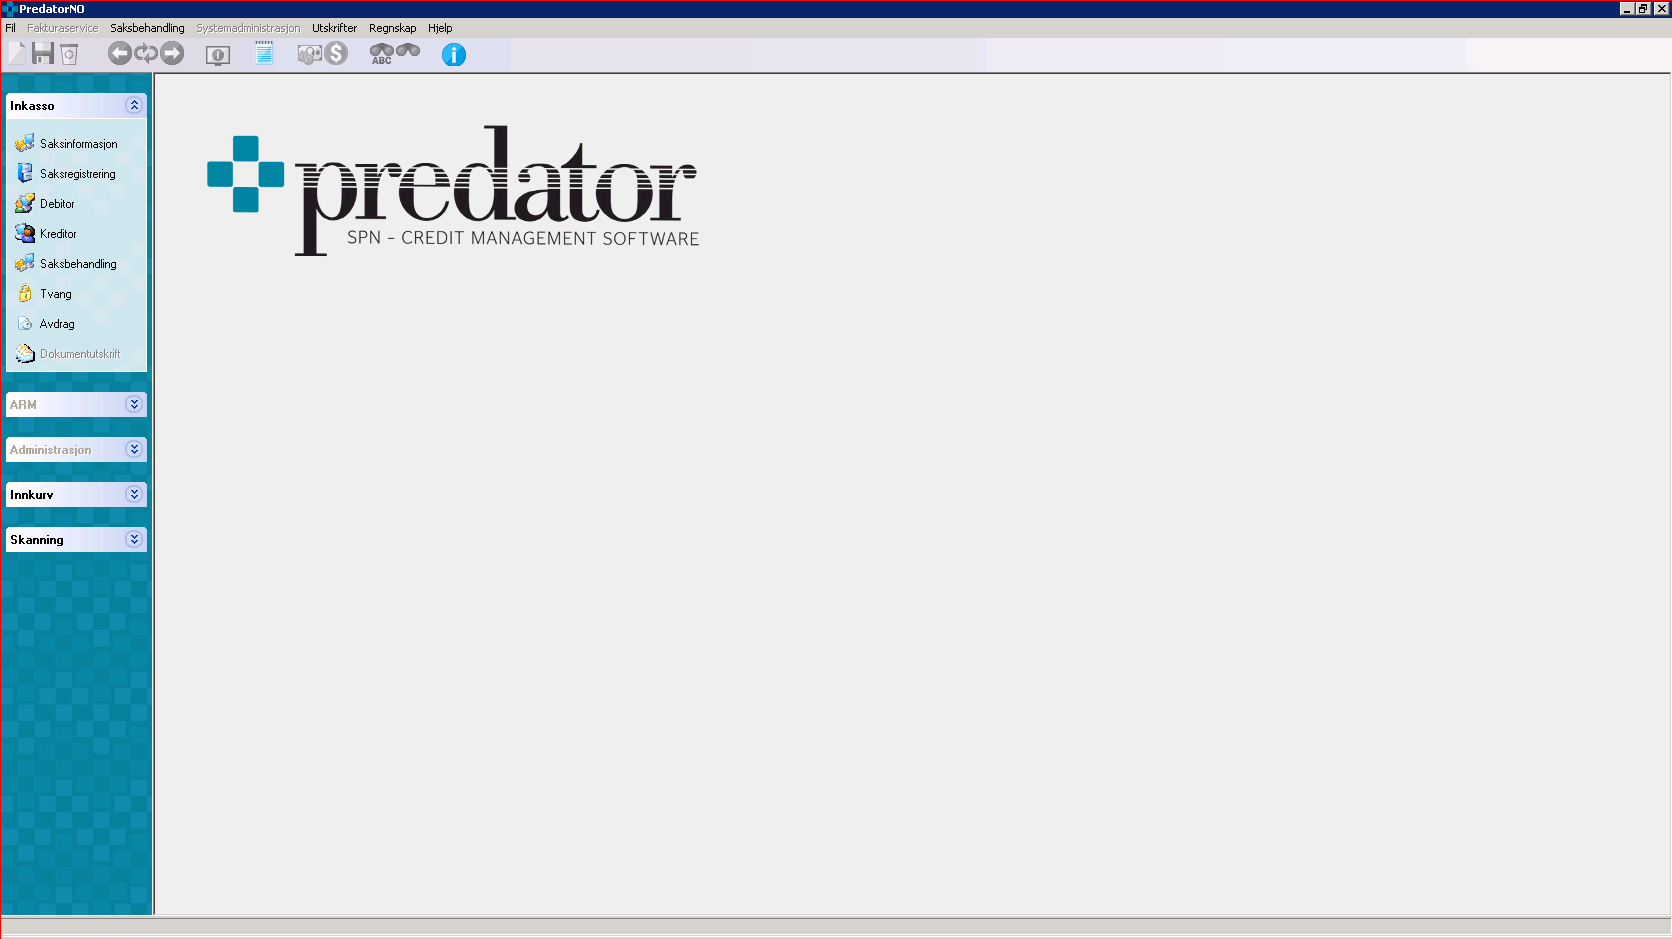 PredatorNO
Fil Fakturaservice Saksbehandling Systemadministrasjon Utskrifter Regnskap Hjelp
ABC
Inkasso
Saksinformasjon
Saksregistrering
Debitor
Kreditor
Saksbehandling
Tvang
Avdrag
Dokumentutskrift
ARM
Administrasjon
Innkurv
Skanning
predator
SPN - CREDIT MANAGEMENT SOFTWARE